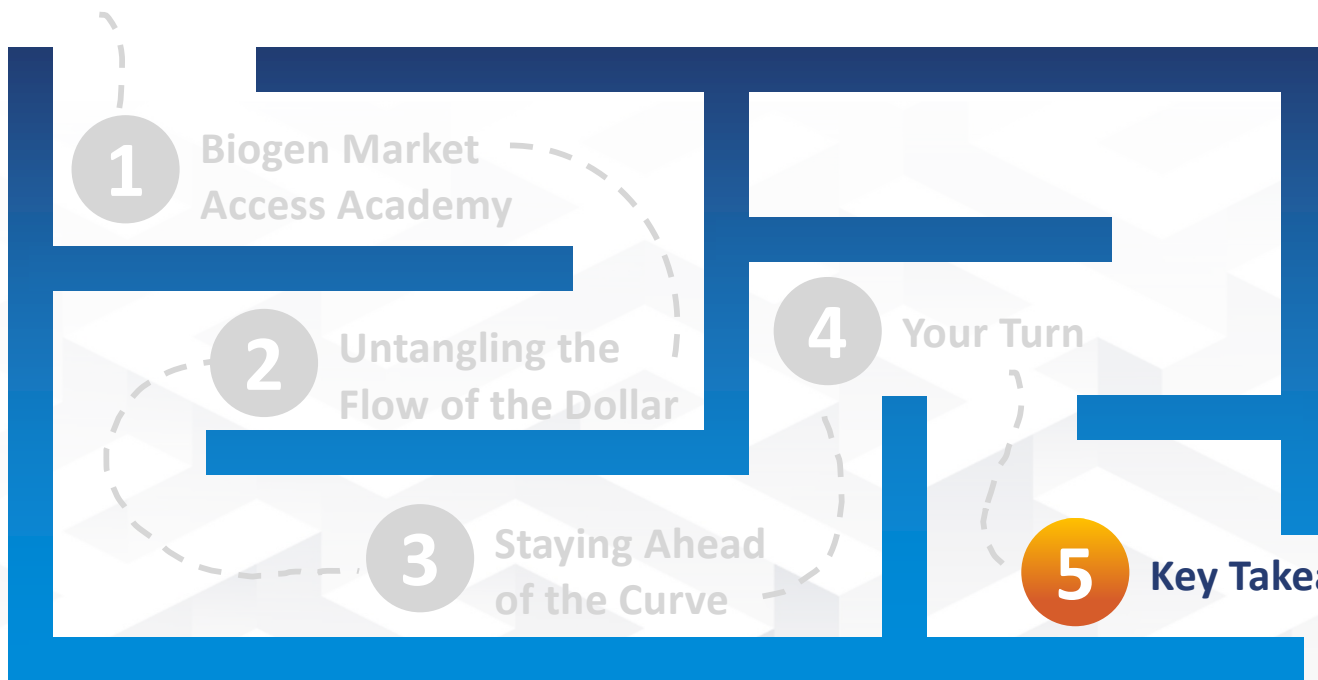 1
Biogen Market
Access Academy
2
Untangling the
Flow of the Dollar
3
Staying Ahead
of the Curve
4
Your Turn
5
Key